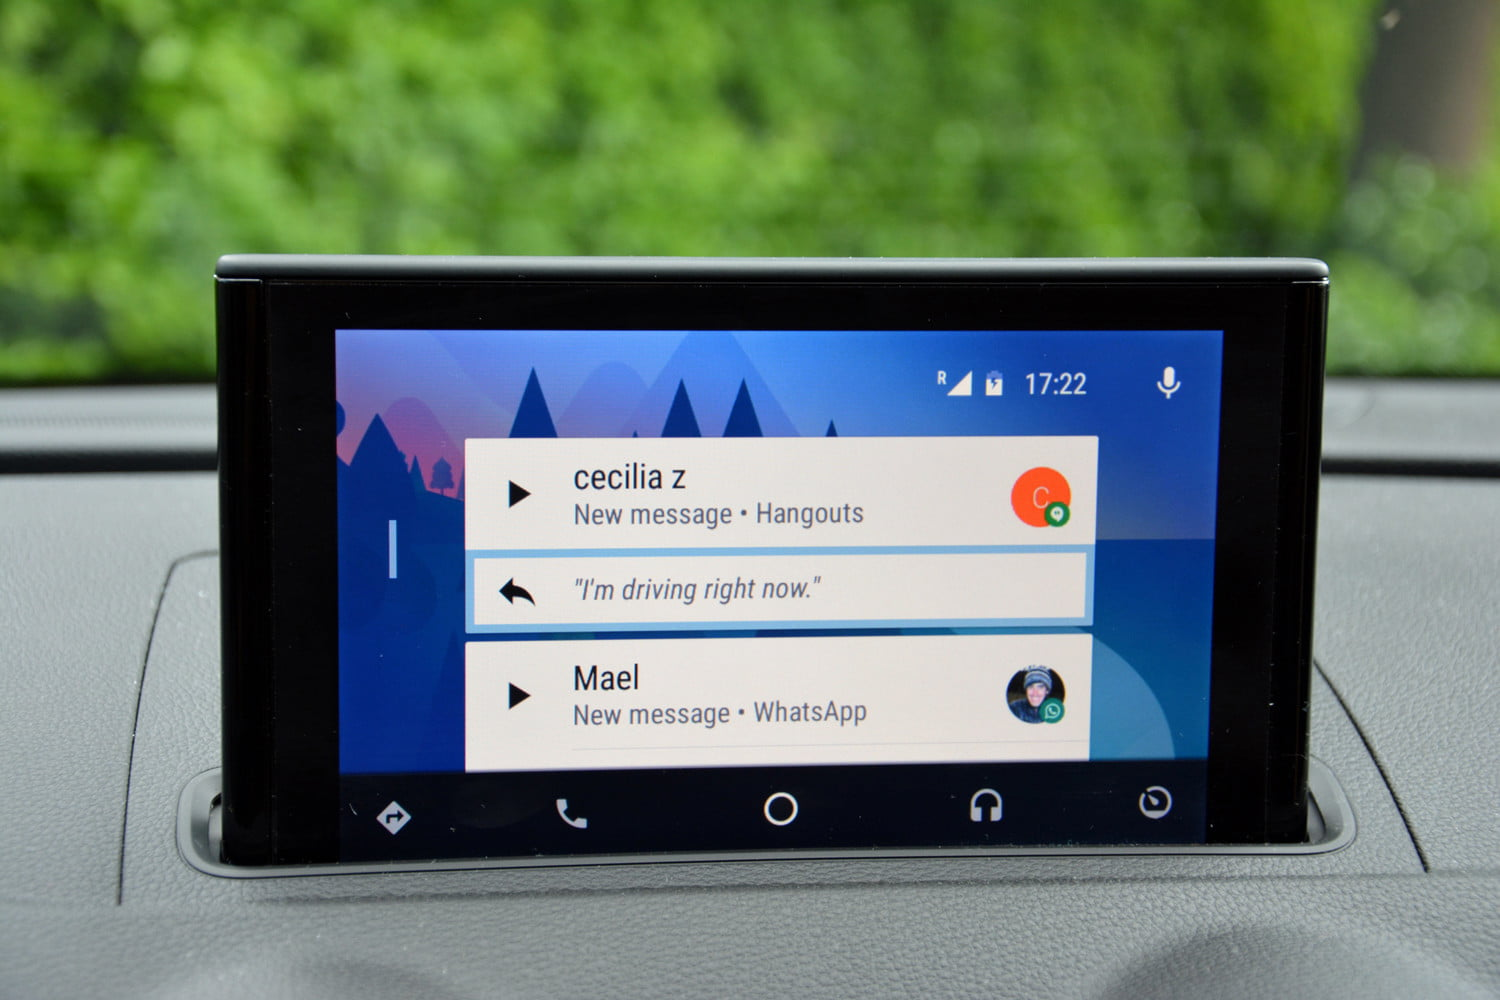 R 17:22
cecilia z
New message • Hangouts
C
"I'm driving right now."
Mael
New message • WhatsApp